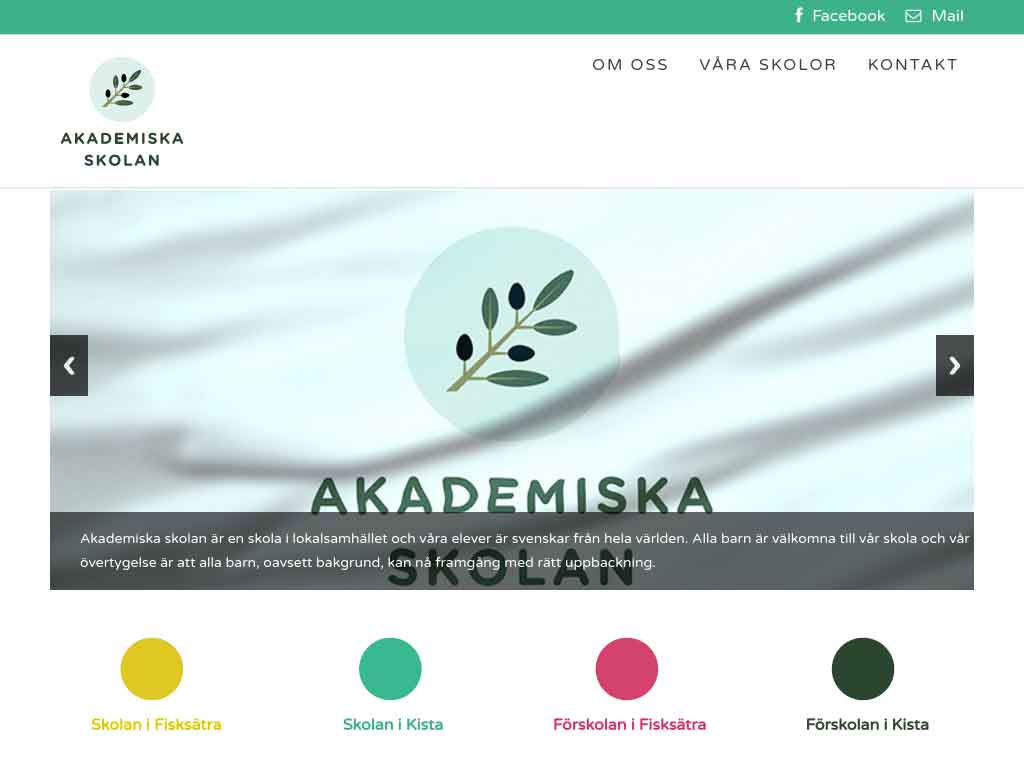 Facebook Mail
OM OSS VÅRA SKOLOR KONTAKT
AKADEMISKA
SKOLAN
AKADEMISKA
SKOLAN
Akademiska skolan är en skola i lokalsamhället och våra elever är svenskar från hela världen. Alla barn är välkomna till vår skola och vår
övertygelse är att alla barn, oavsett bakgrund, kan nå framgång med rätt uppbackning.
Skolan i Fisksätra Skolan i Kista Förskolan i Fisksätra Förskolan i Kista